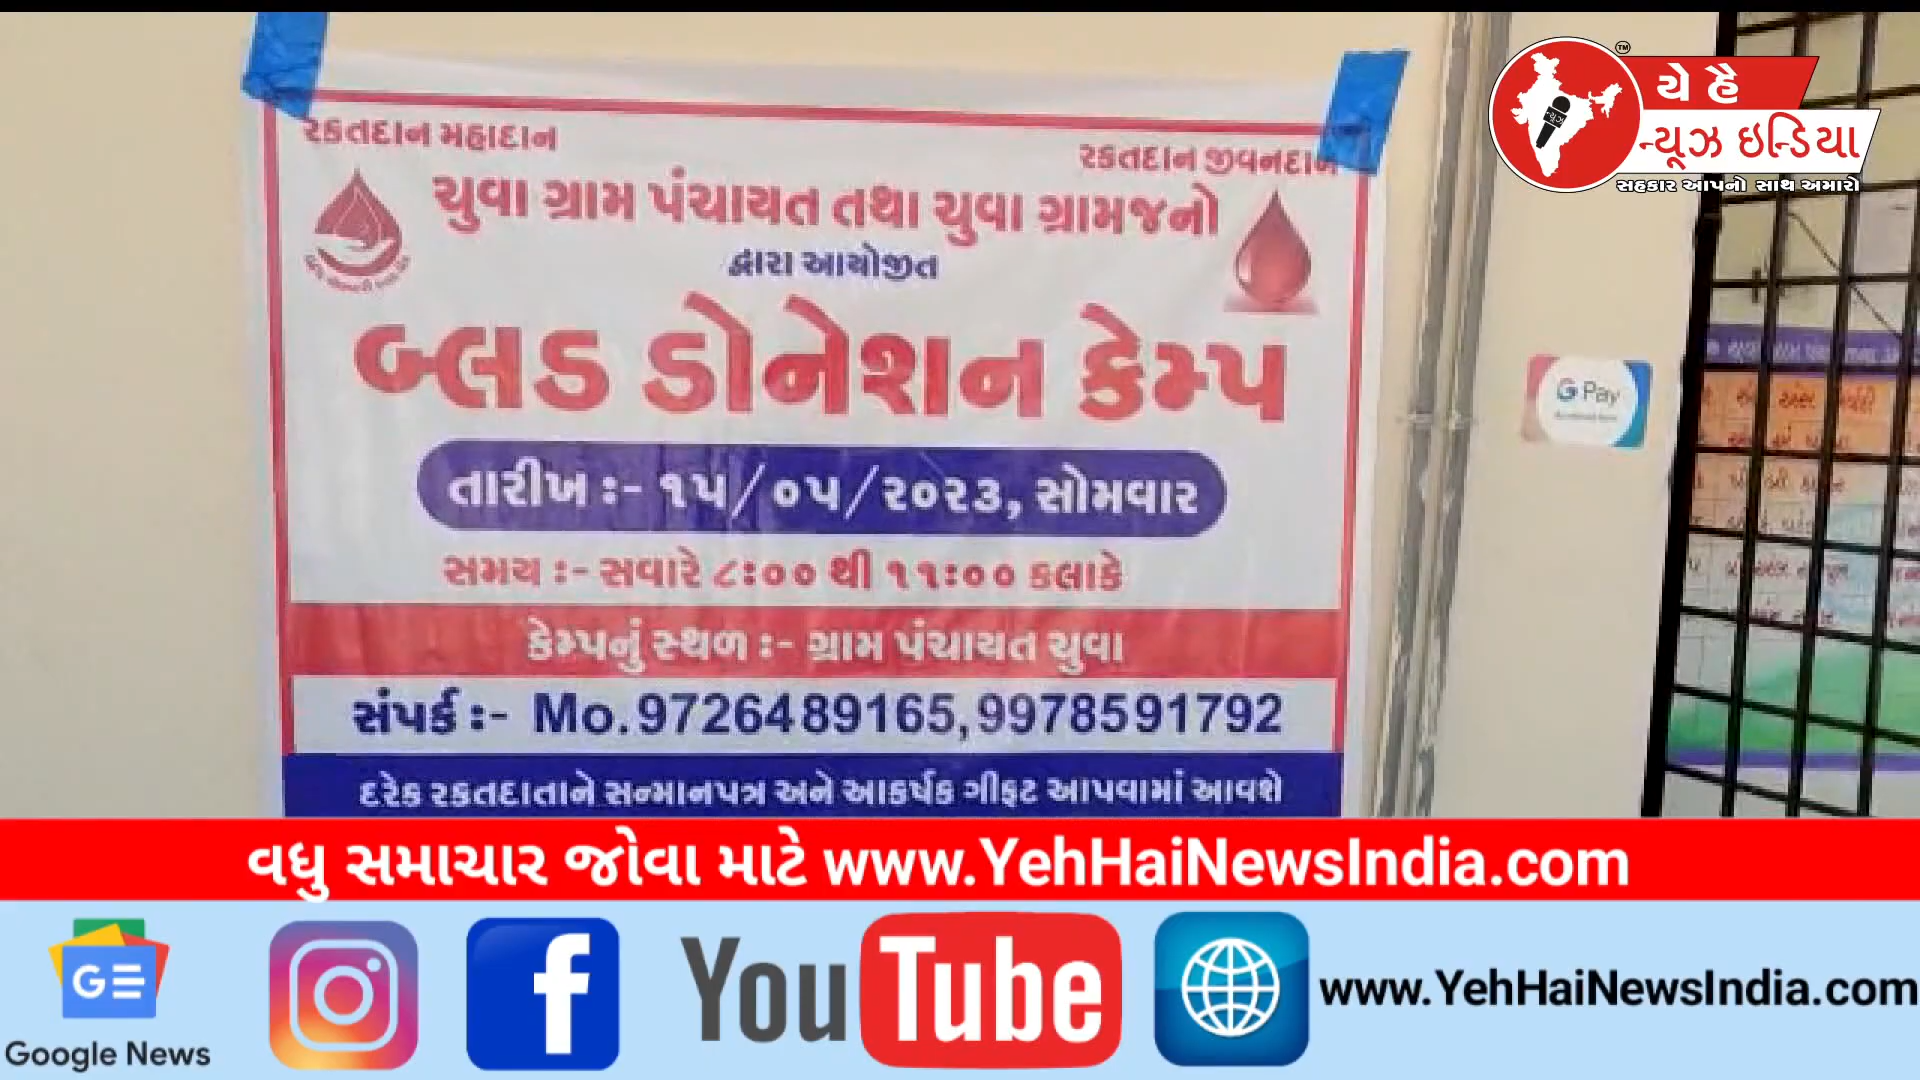 રકતદાન મહાદાન
રકતદાન જીવનદાન
ચુવા ગ્રામ પંચાયત તથા ચુવા ગ્રામજનો
દ્વારા આયોજીત
બ્લડ ડોનેશન કેમ્પ
તારીખ :- ૧૫/૦૫/૨૦૨૩, સોમવાર
સમય :- સવારે ૮:૦૦ થી ૧૧:૦૦ કલાકે
કેમ્પનું સ્થળ :- ગ્રામ પંચાયત ચુવા
સંપર્ક :- Mo.9726489165,9978591792
દરેક રકતદાતાને સન્માનપત્ર અને આકર્ષક ગીફટ આપવામાં આવશે
TM
યે હૈ
ન્યૂઝ
ન્યૂઝ ઇન્ડિયા
સહકાર આપનો સાથ અમારો
G Pay
વધુ સમાચાર જોવા માટે www.YehHaiNewsIndia.com
G
Google News
f
YouTube
www.YehHaiNewsIndia.com